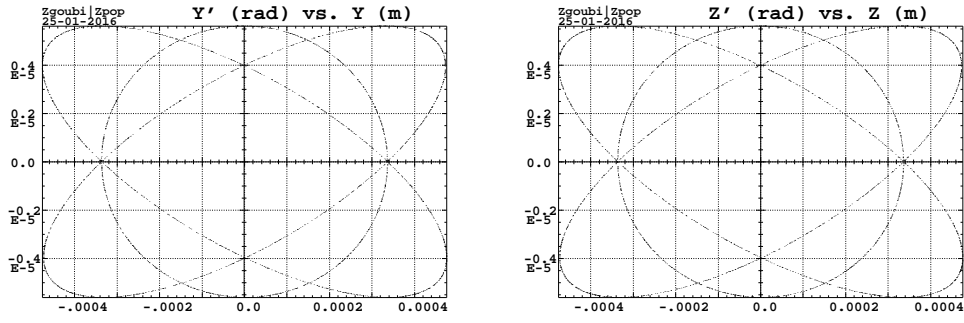 Zgoubi|Zpop
25-01-2016
Y' (rad) vs. Y (m)
0.4
E-5
0.2
E-5
0.0
-0.2
E-5
-0.4
E-5
-.0004 -.0002 0.0 0.0002 0.0004
Zgoubi|Zpop
25-01-2016
Z' (rad) vs. Z (m)
0.4
E-5
0.2
E-5
0.0
-0.2
E-5
-0.4
E-5
-.0004 -.0002 0.0 0.0002 0.0004